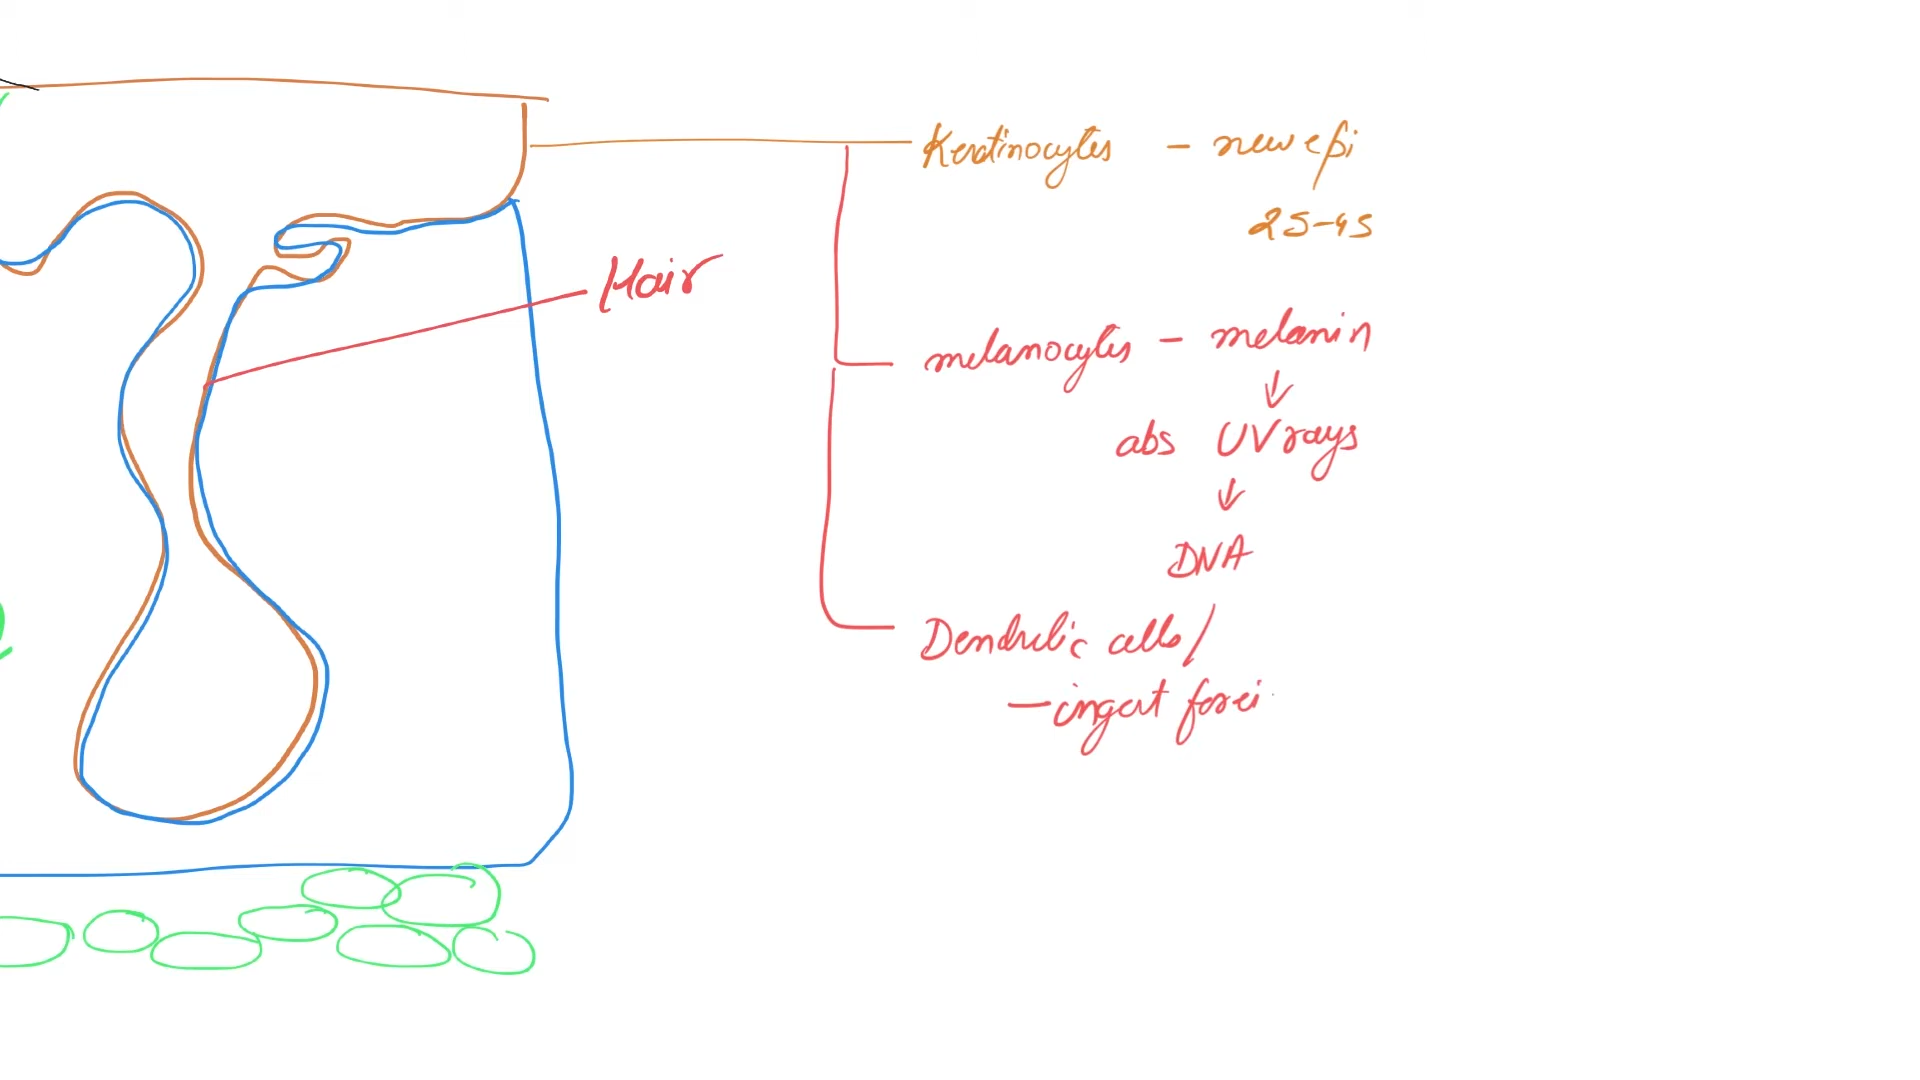 Keratinocytes - new epi
25-45
Hair
melanocytes - melanin
↓
abs UV rays
↓
DNA
Dendritic cells/
- ingest forei